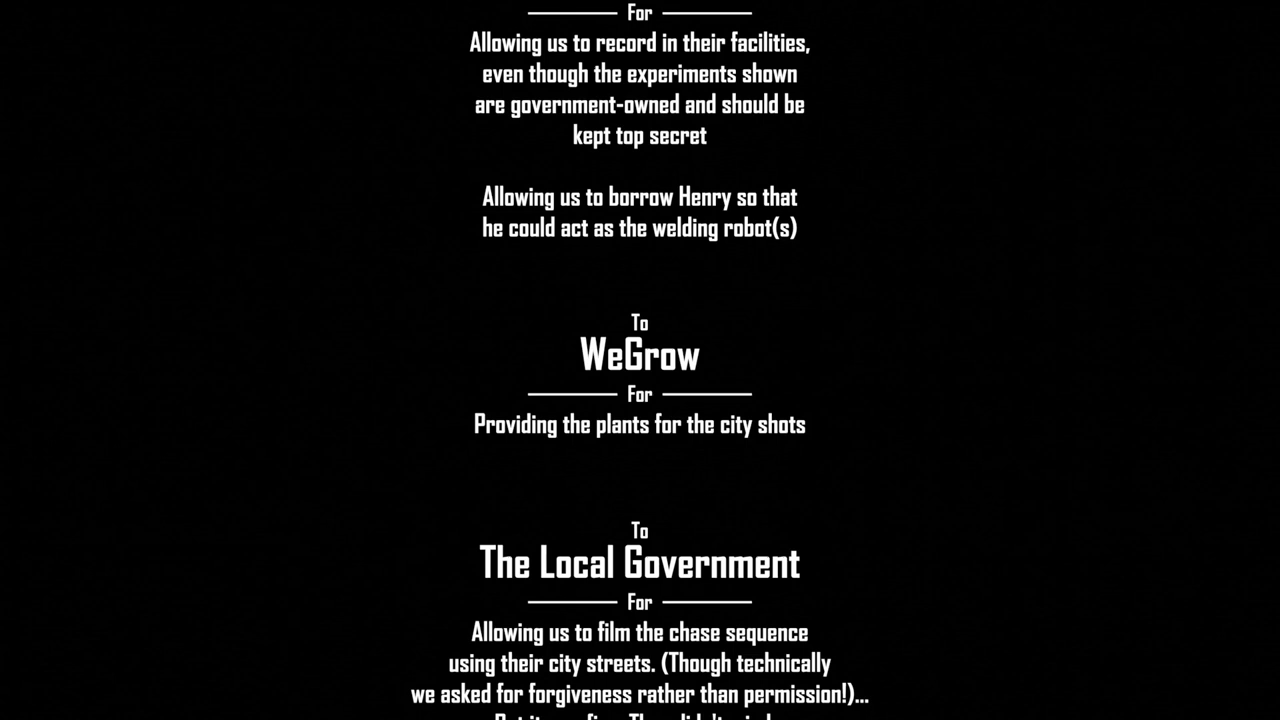 For
Allowing us to record in their facilities,
even though the experiments shown
are government-owned and should be
kept top secret
Allowing us to borrow Henry so that
he could act as the welding robot(s)
To
WeGrow
For
Providing the plants for the city shots
To
The Local Government
For
Allowing us to film the chase sequence
using their city streets. (Though technically
we asked for forgiveness rather than permission!)...